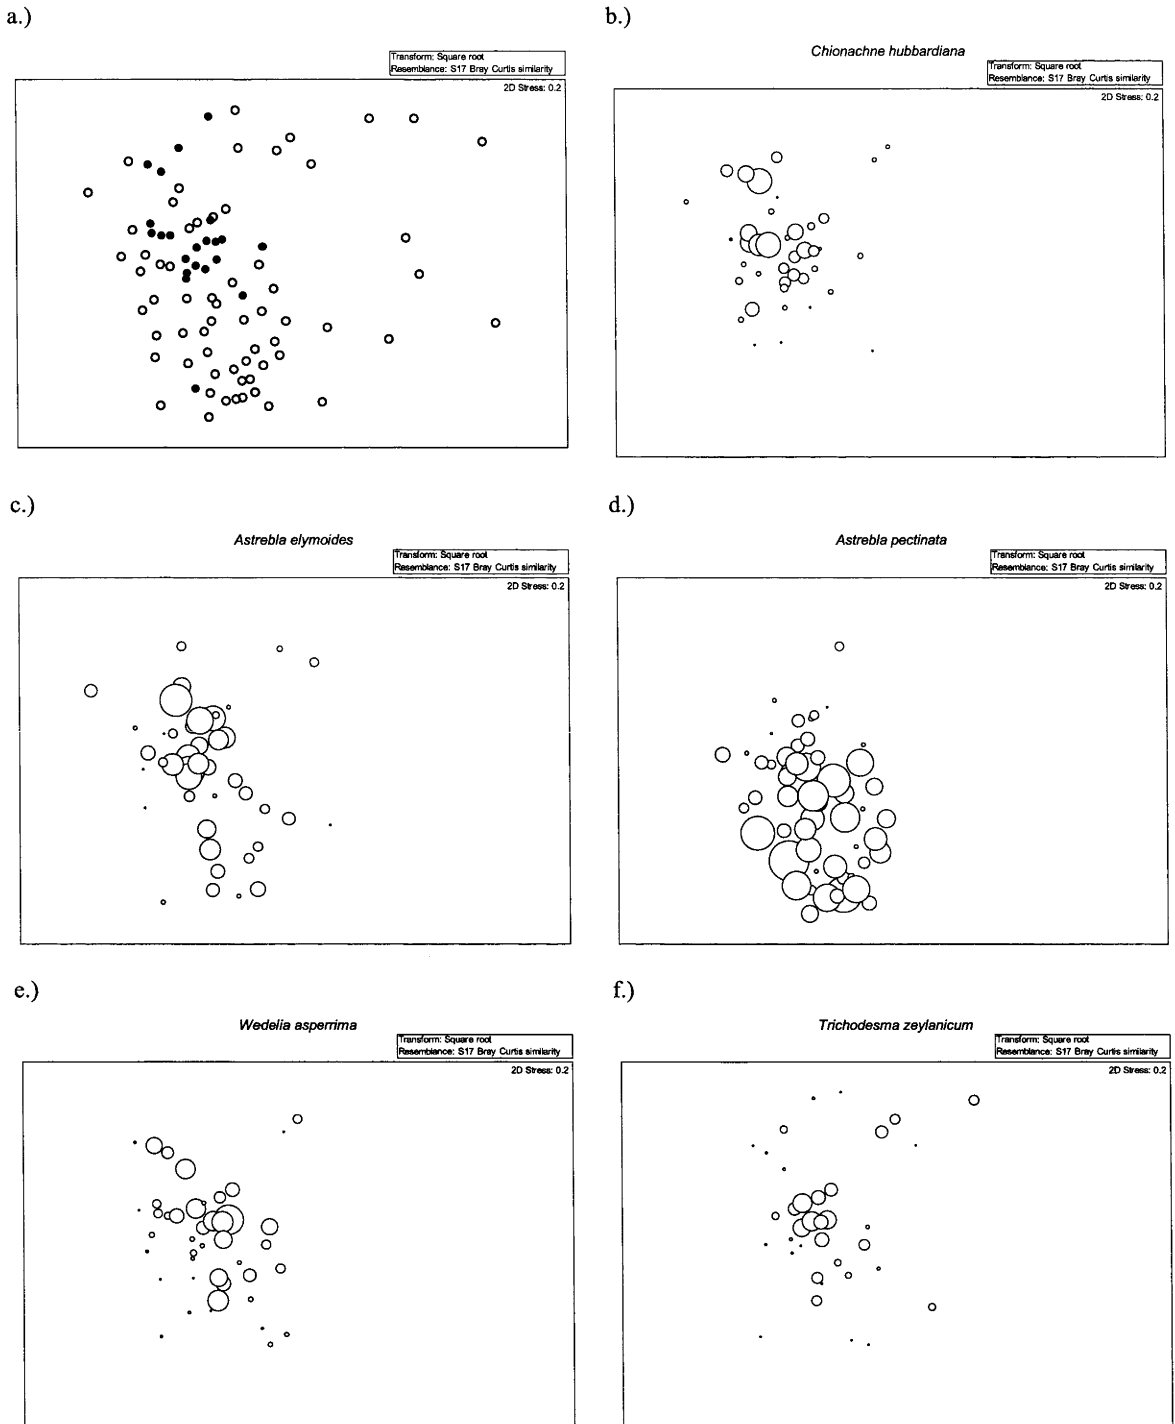 a.)
Transform: Square root
Resemblance: S17 Bray Curtis similarity
2D Stress: 0.2
b.)
Chionachne hubbardiana
Transform: Square root
Resemblance: S17 Bray Curtis similarity
2D Stress: 0.2
c.)
Astrebla elymoides
Transform: Square root
Resemblance: S17 Bray Curtis similarity
2D Stress: 0.2
d.)
Astrebla pectinata
Transform: Square root
Resemblance: S17 Bray Curtis similarity
2D Stress: 0.2
e.)
Wedelia asperrima
Transform: Square root
Resemblance: S17 Bray Curtis similarity
2D Stress: 0.2
f.)
Trichodesma zeylanicum
Transform: Square root
Resemblance: S17 Bray Curtis similarity
2D Stress: 0.2